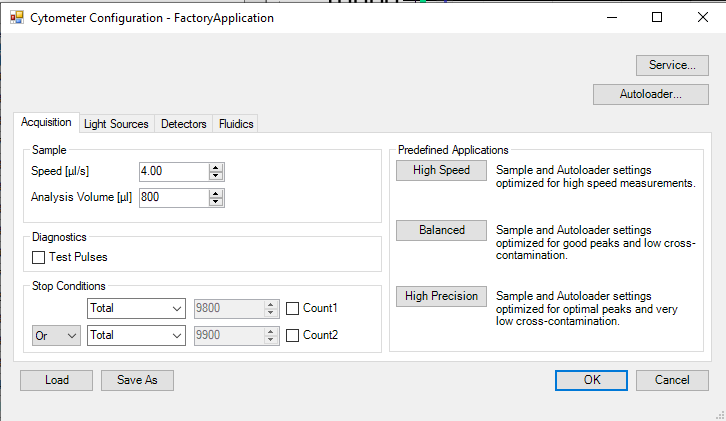 Cytometer Configuration - FactoryApplication
Service...
Autoloader...
Acquisition Light Sources Detectors Fluidics
Sample
Speed [µl/s] 4.00
Analysis Volume [µl] 800
Diagnostics
Test Pulses
Stop Conditions
Total 9800 Count1
Or Total 9900 Count2
Predefined Applications
High Speed Sample and Autoloader settings
optimized for high speed measurements.
Balanced Sample and Autoloader settings
optimized for good peaks and low cross-
contamination.
High Precision Sample and Autoloader settings
optimized for optimal peaks and very
low cross-contamination.
Load Save As OK Cancel